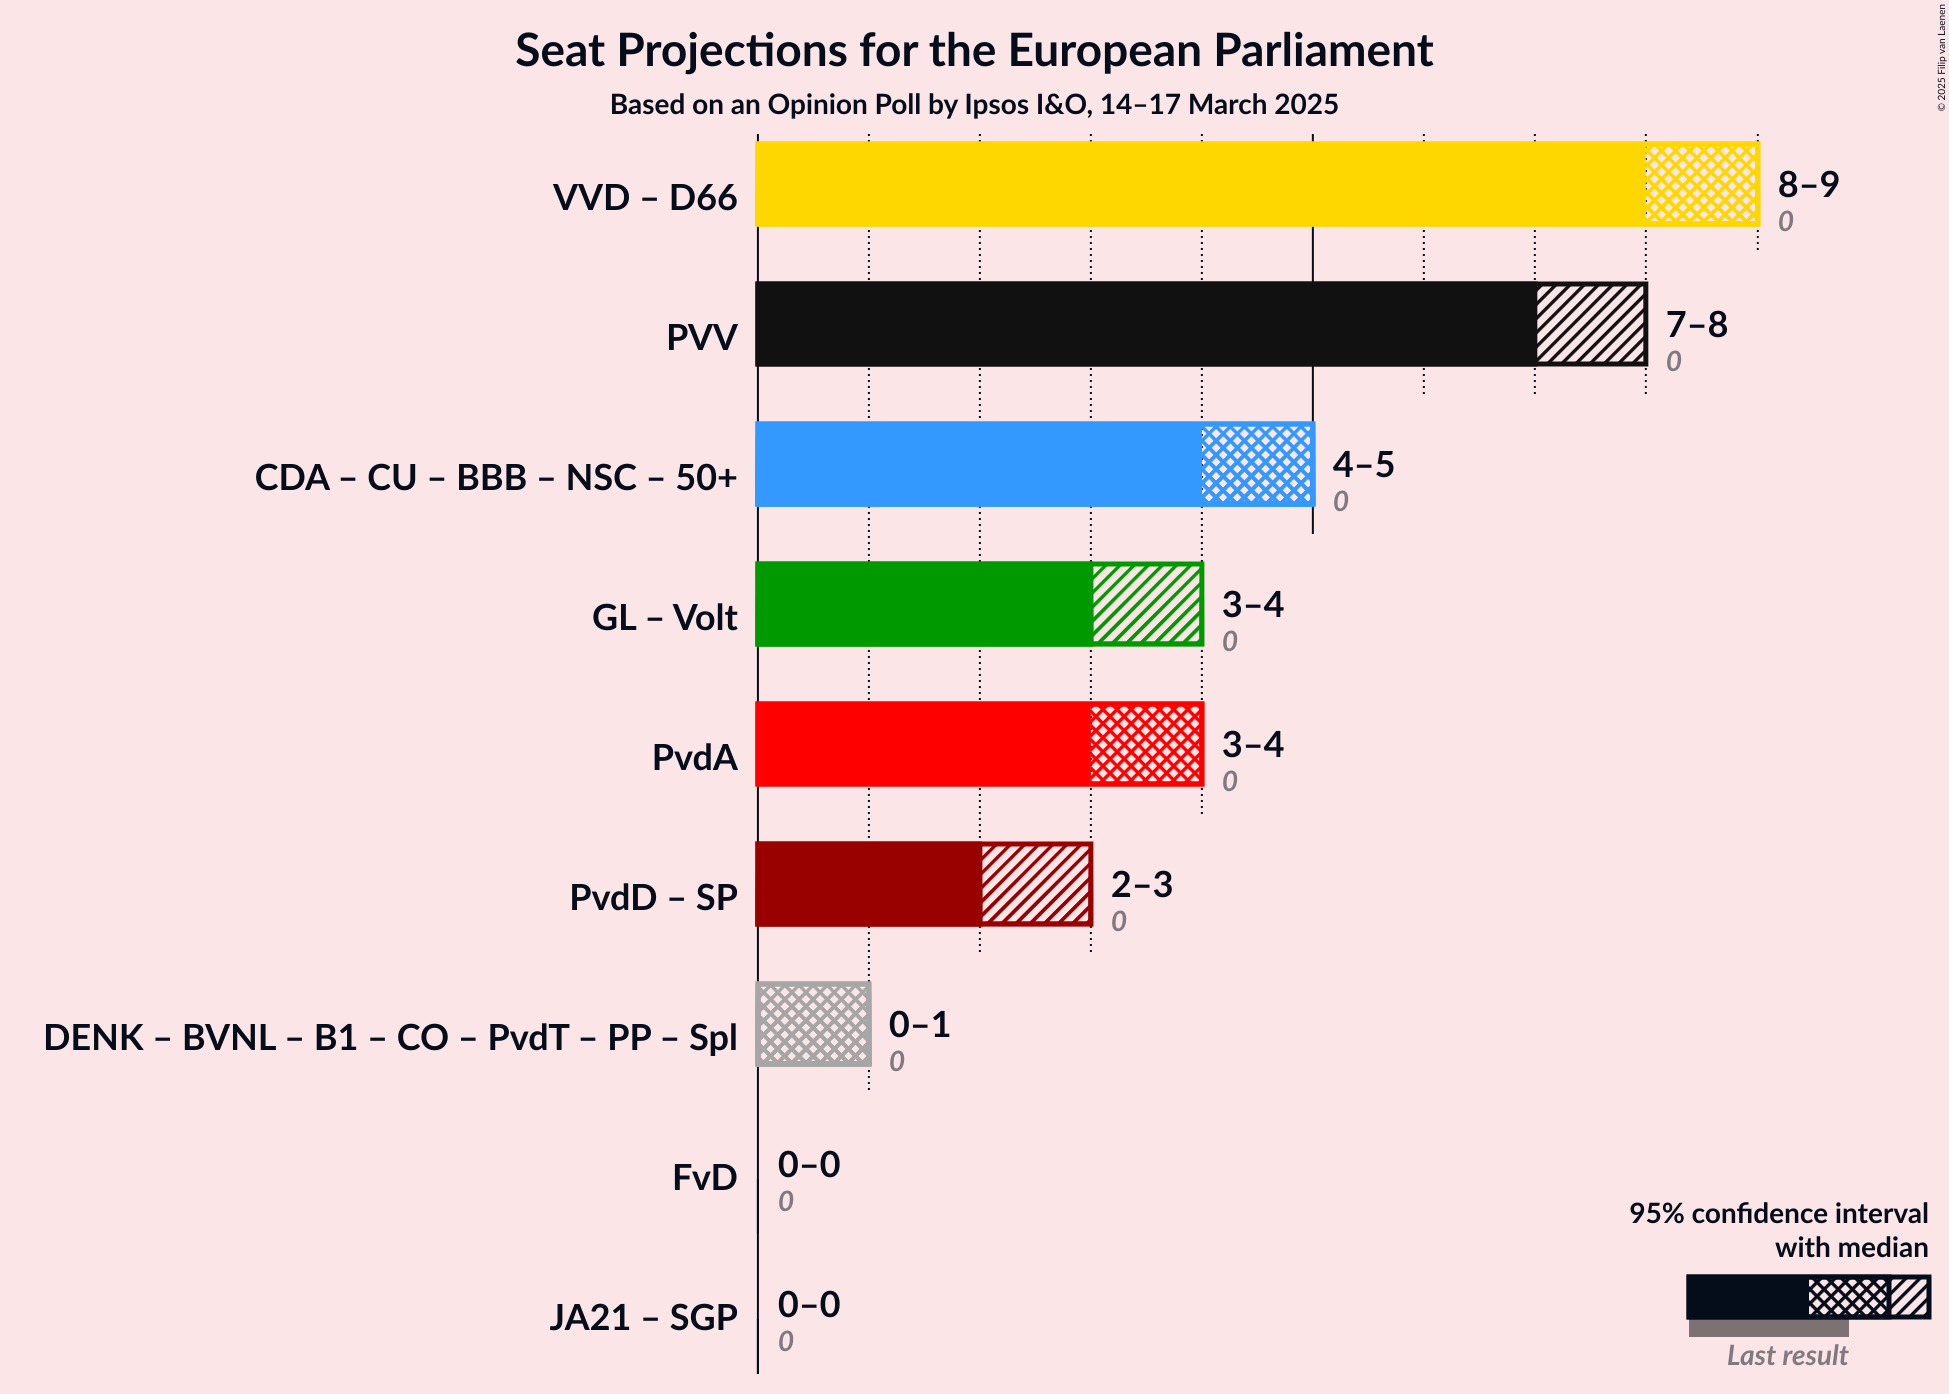 Seat Projections for the European Parliament
Based on an Opinion Poll by Ipsos I&O, 14–17 March 2025
© 2025 Filip van Laenen
VVD – D66
8–9
0
PVV
7–8
0
CDA – CU – BBB – NSC – 50+
4–5
0
GL – Volt
3–4
0
PvdA
3–4
0
PvdD – SP
2–3
0
DENK – BVNL – B1 – CO – PvdT – PP – Spl
0–1
0
FvD
0–0
0
JA21 – SGP
0–0
0
95% confidence interval
with median
Last result